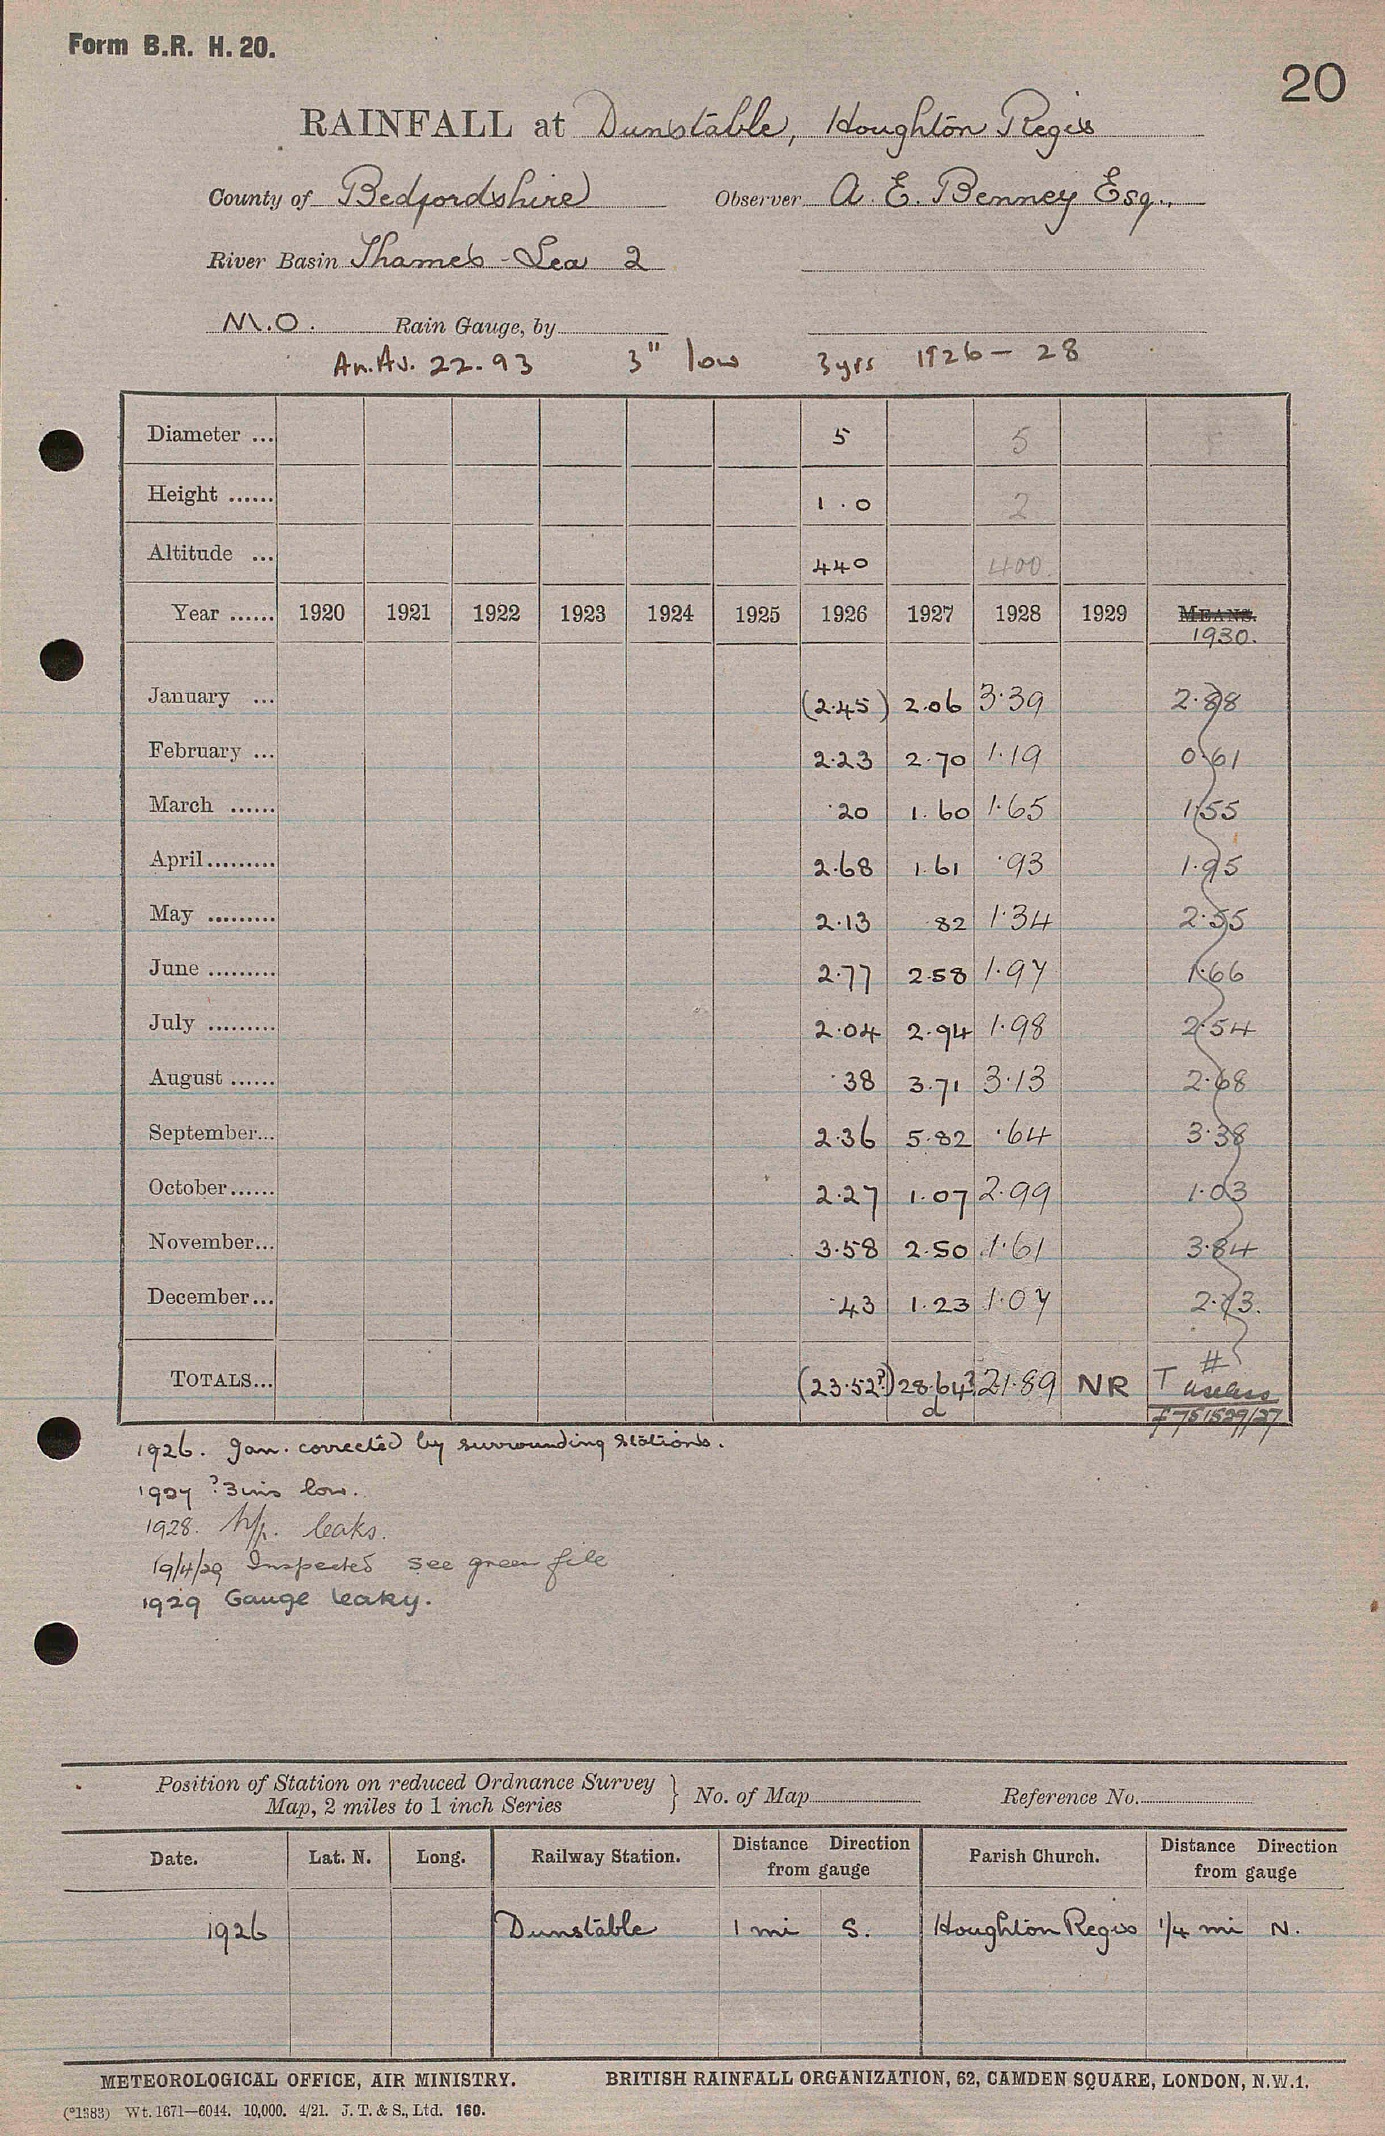 Form B.R. H. 20.
20
RAINFALL at Dunstable, Houghton Regis
County of Bedfordshire Observer A. E. Benney Esq.,
River Basin Thames - Lea 2
M.O. Rain Gauge, by
An. Av. 22.93 3" low 3 yrs 1926 - 28
Diameter ... 5 5
Height ...... 1.0 2
Altitude ... 440 400
Year ...... 1920 1921 1922 1923 1924 1925 1926 1927 1928 1929 MEANS.
1930.
January ... (2.45) 2.06 3.39 2.88
February ... 2.23 2.70 1.19 0.61
March ...... .20 1.60 1.65 1.55
April ......... 2.68 1.61 .93 1.95
May ......... 2.13 .82 1.34 2.55
June ......... 2.77 2.58 1.97 1.66
July ......... 2.04 2.94 1.98 2.54
August ...... .38 3.71 3.13 2.68
September... 2.36 5.82 .64 3.38
October...... 2.27 1.07 2.99 1.03
November... 3.58 2.50 1.61 3.84
December... .43 1.23 1.07 2.73.
TOTALS... (23.52?) 28.64? 21.89 NR T # useless
d
1926. Jan. corrected by surrounding stations.
1927 ? 3 ins low.
1928. leaks.
19/4/29 Inspected see green file
1929 Gauge leaky.
Position of Station on reduced Ordnance Survey
Map, 2 miles to 1 inch Series } No. of Map Reference No.
Date. Lat. N. Long. Railway Station. Distance Direction from gauge Parish Church. Distance Direction from gauge
1926 Dunstable 1 mi S. Houghton Regis 1/4 mi N.
METEOROLOGICAL OFFICE, AIR MINISTRY. BRITISH RAINFALL ORGANIZATION, 62, CAMDEN SQUARE, LONDON, N.W.1.
(*1383) Wt. 1671—6044. 10,000. 4/21. J. T. & S., Ltd. 160.